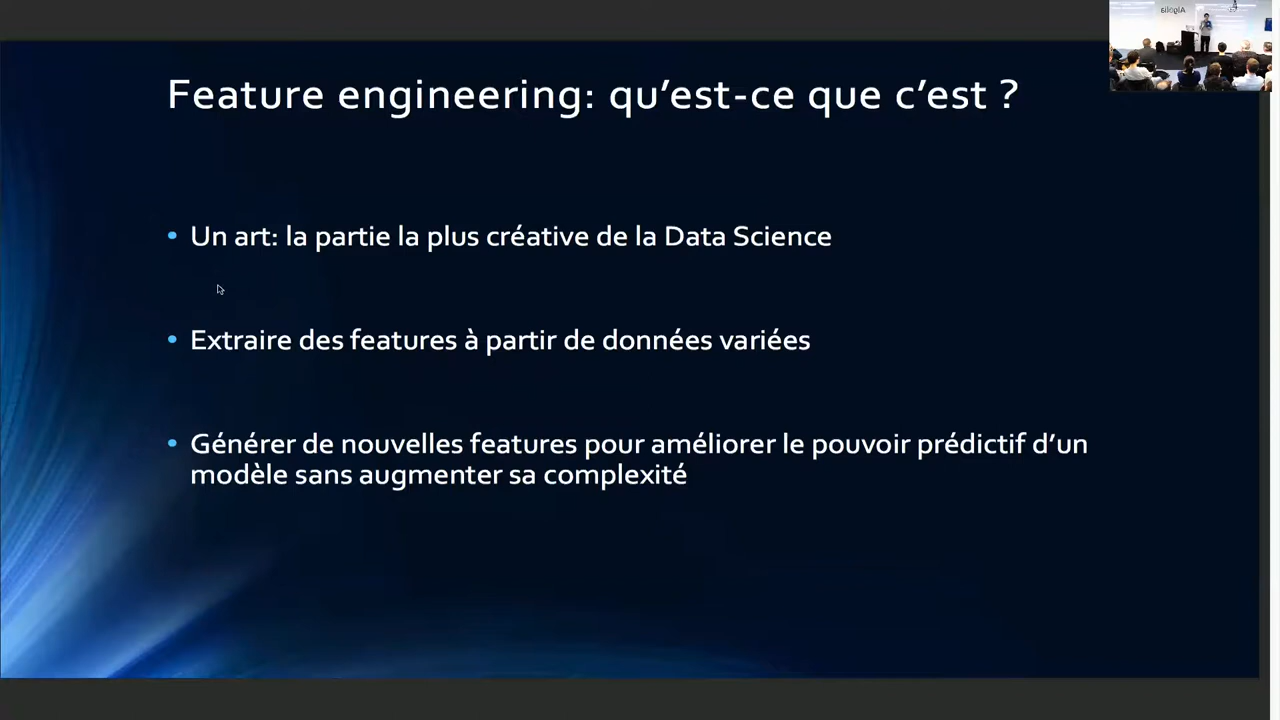 Feature engineering: qu’est-ce que c’est ?
• Un art: la partie la plus créative de la Data Science
• Extraire des features à partir de données variées
• Générer de nouvelles features pour améliorer le pouvoir prédictif d’un
modèle sans augmenter sa complexité
Algolia